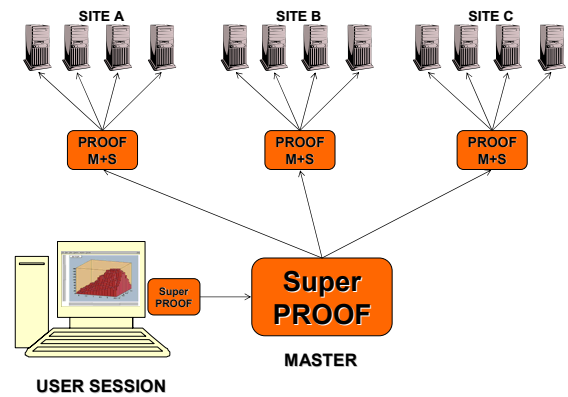 SITE A
SITE B
SITE C
PROOF
M+S
PROOF
M+S
PROOF
M+S
Super
PROOF
Super
PROOF
MASTER
USER SESSION